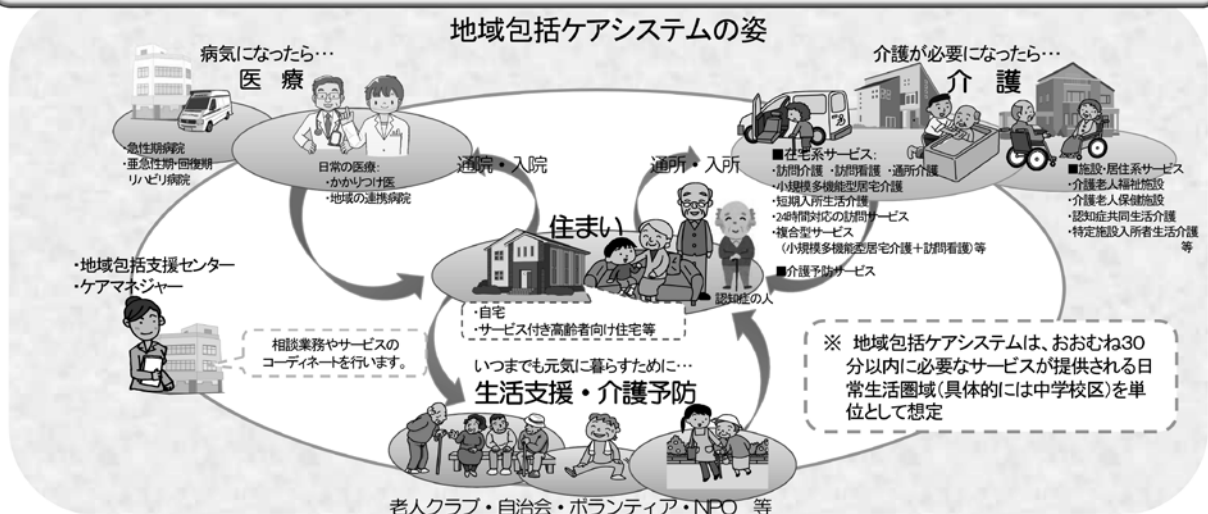 地域包括ケアシステムの姿
病気になったら…
医 療
・急性期病院
・亜急性期・回復期
リハビリ病院
日常の医療:
・かかりつけ医
・地域の連携病院
通院・入院
通所・入所
介護が必要になったら…
介 護
■在宅系サービス:
・訪問介護 ・訪問看護 ・通所介護
・小規模多機能型居宅介護
・短期入所生活介護
・24時間対応の訪問サービス
・複合型サービス
(小規模多機能型居宅介護+訪問看護)等
■介護予防サービス
■施設・居住系サービス
・介護老人福祉施設
・介護老人保健施設
・認知症共同生活介護
・特定施設入所者生活介護
等
住まい
認知症の人
・自宅
・サービス付き高齢者向け住宅等
・地域包括支援センター
・ケアマネジャー
相談業務やサービスの
コーディネートを行います。
いつまでも元気に暮らすために…
生活支援・介護予防
老人クラブ・自治会・ボランティア・NPO 等
※ 地域包括ケアシステムは、おおむね30
分以内に必要なサービスが提供される日
常生活圏域(具体的には中学校区)を単
位として想定